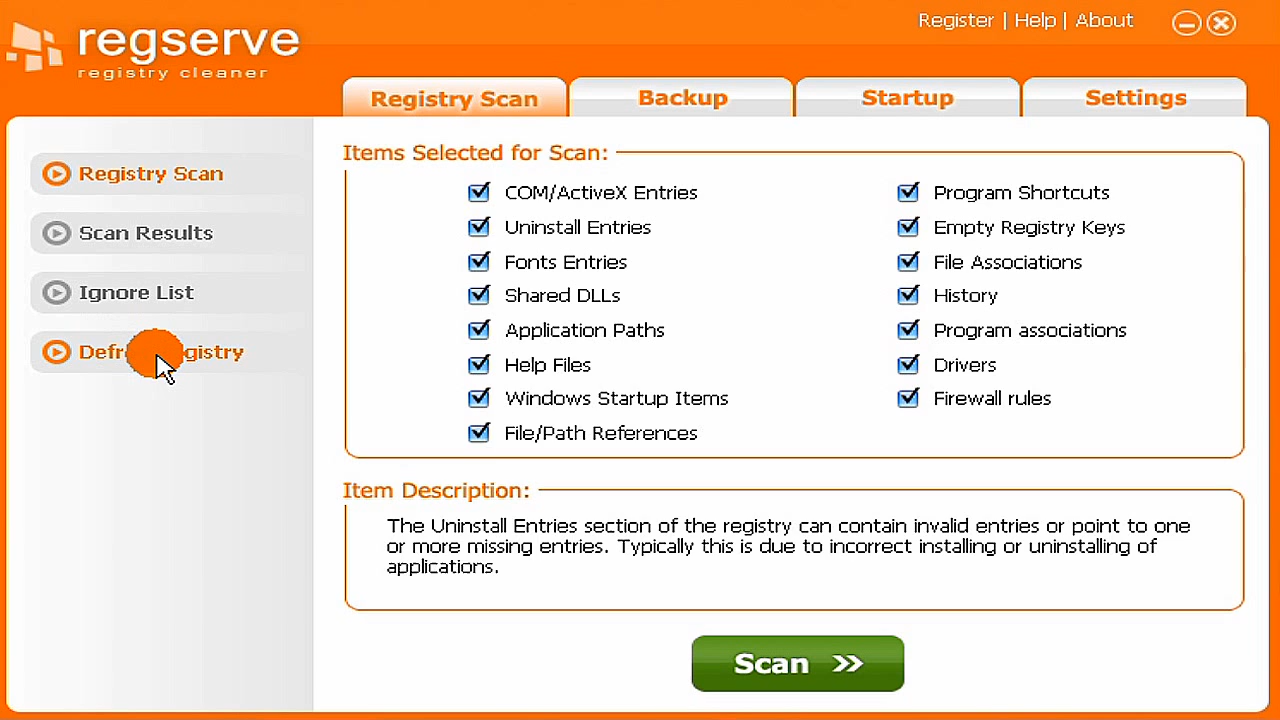 regserve
registry cleaner
Register | Help | About
Registry Scan
Backup
Startup
Settings
Registry Scan
Scan Results
Ignore List
Items Selected for Scan:
COM/ActiveX Entries
Uninstall Entries
Fonts Entries
Shared DLLs
Application Paths
Help Files
Windows Startup Items
File/Path References
Program Shortcuts
Empty Registry Keys
File Associations
History
Program associations
Drivers
Firewall rules
Item Description:
The Uninstall Entries section of the registry can contain invalid entries or point to one
or more missing entries. Typically this is due to incorrect installing or uninstalling of
applications.
Scan